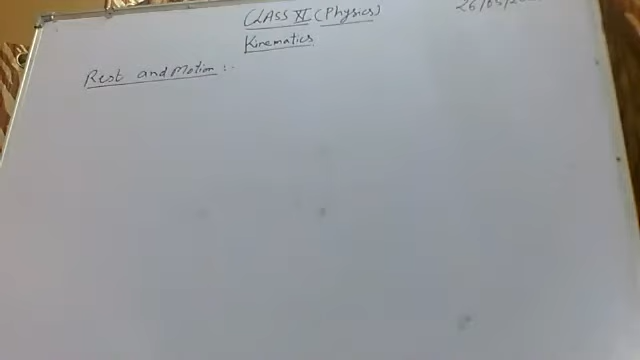 CLASS XI (Physics)
Kinematics
Rest and Motion :-